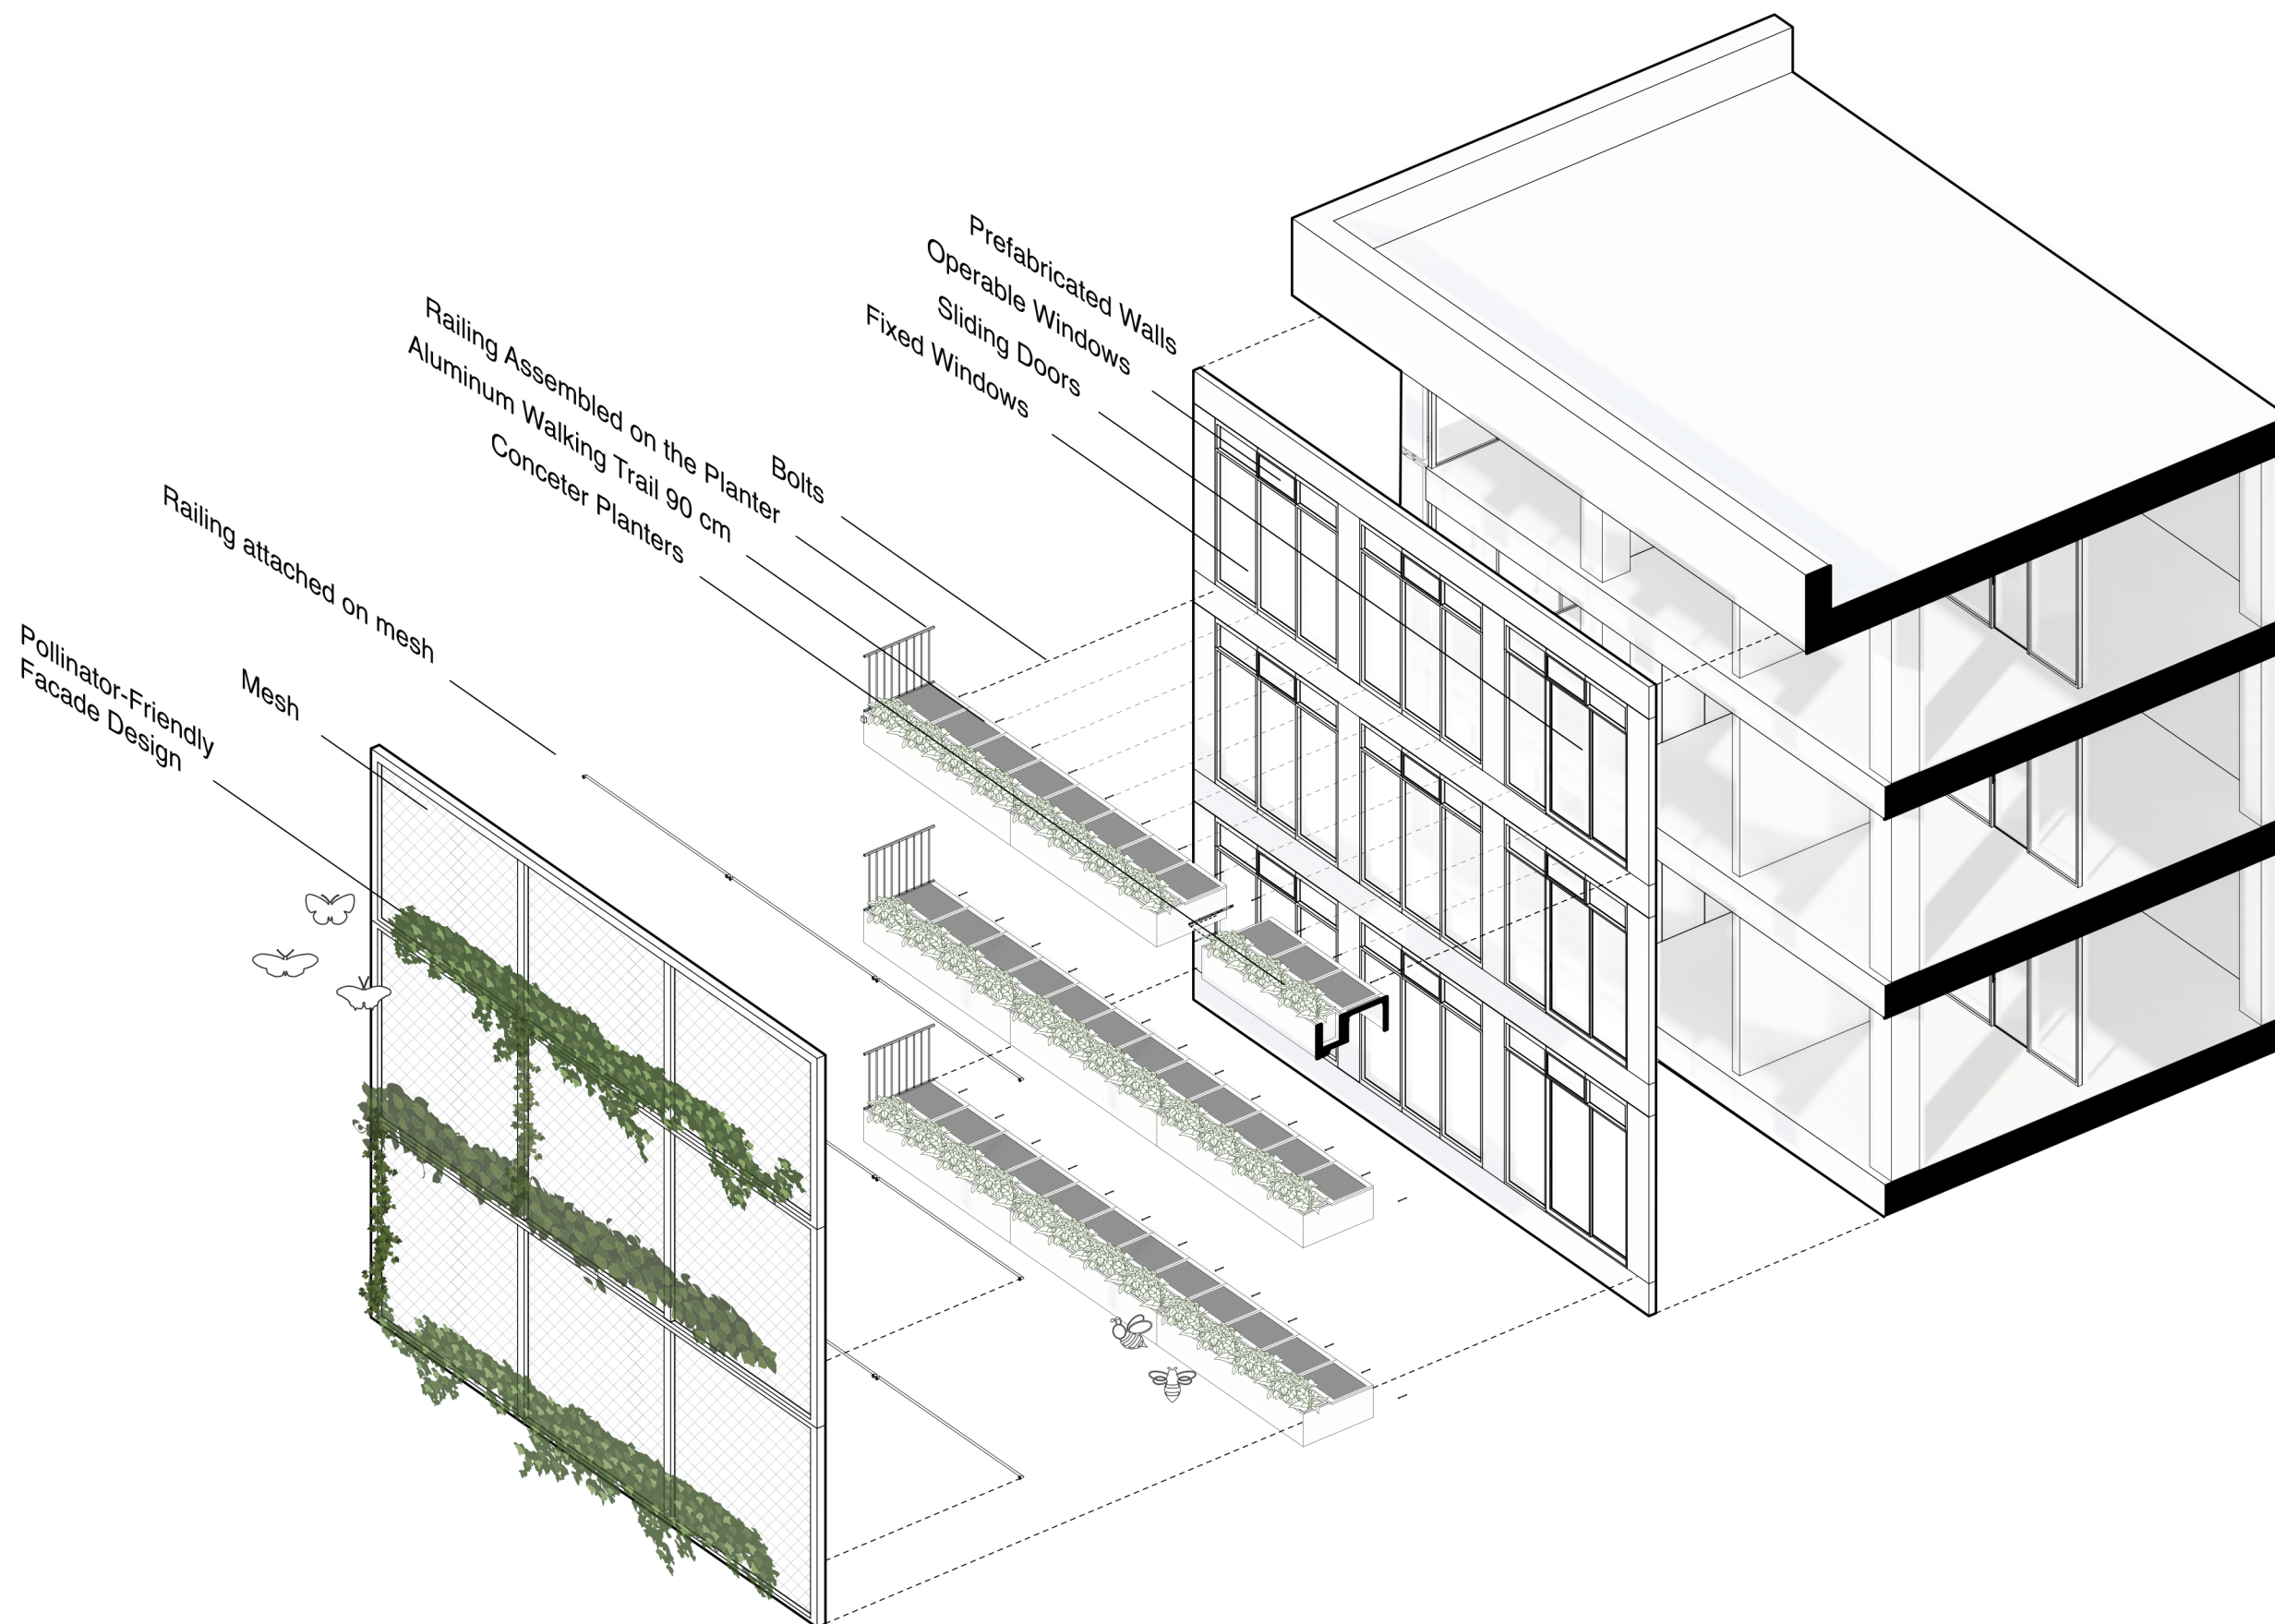 Prefabricated Walls
Operable Windows
Sliding Doors
Fixed Windows
Bolts
Railing Assembled on the Planter
Aluminum Walking Trail 90 cm
Conceter Planters
Railing attached on mesh
Mesh
Pollinator-Friendly
Facade Design